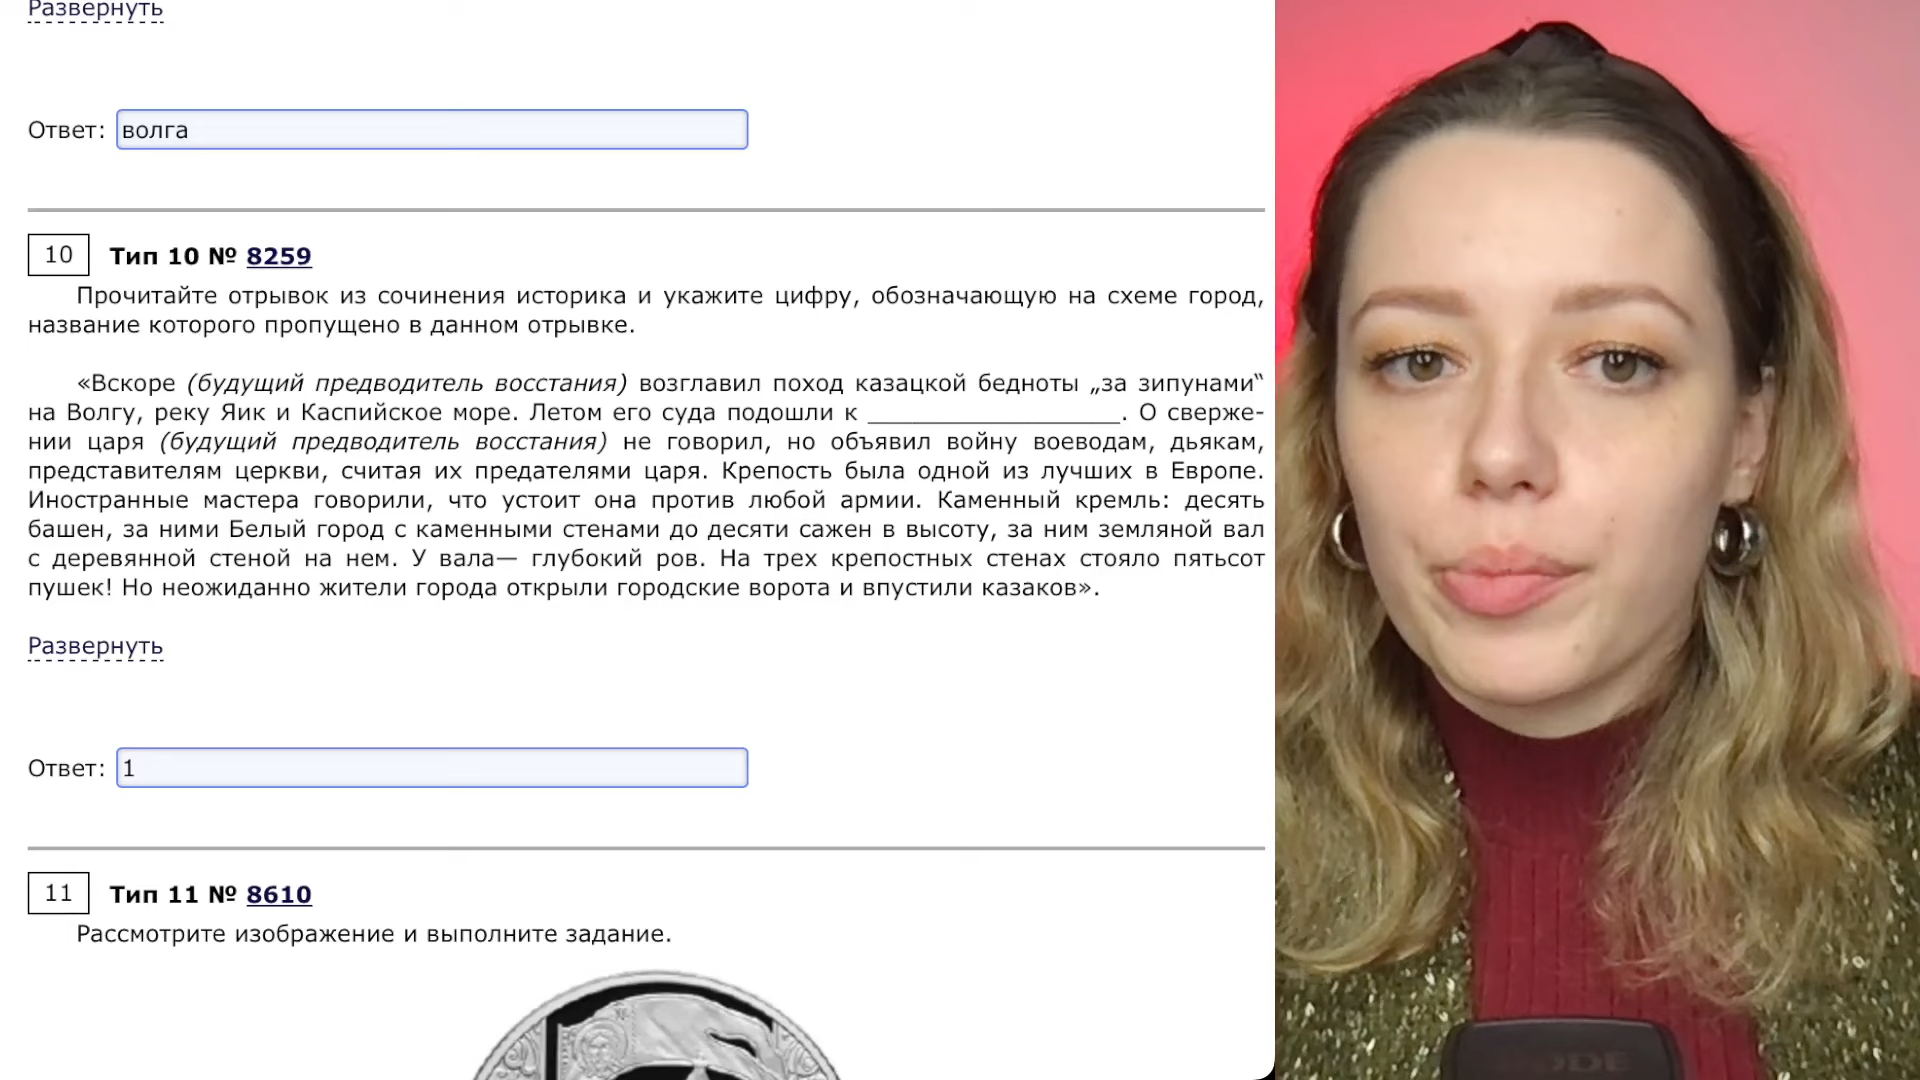 Развернуть
Ответ: волга
10 Тип 10 № 8259
Прочитайте отрывок из сочинения историка и укажите цифру, обозначающую на схеме город,
название которого пропущено в данном отрывке.
«Вскоре (будущий предводитель восстания) возглавил поход казацкой бедноты „за зипунами“
на Волгу, реку Яик и Каспийское море. Летом его суда подошли к __________________. О сверже-
нии царя (будущий предводитель восстания) не говорил, но объявил войну воеводам, дьякам,
представителям церкви, считая их предателями царя. Крепость была одной из лучших в Европе.
Иностранные мастера говорили, что устоит она против любой армии. Каменный кремль: десять
башен, за ними Белый город с каменными стенами до десяти сажен в высоту, за ним земляной вал
с деревянной стеной на нем. У вала— глубокий ров. На трех крепостных стенах стояло пятьсот
пушек! Но неожиданно жители города открыли городские ворота и впустили казаков».
Развернуть
Ответ: 1
11 Тип 11 № 8610
Рассмотрите изображение и выполните задание.